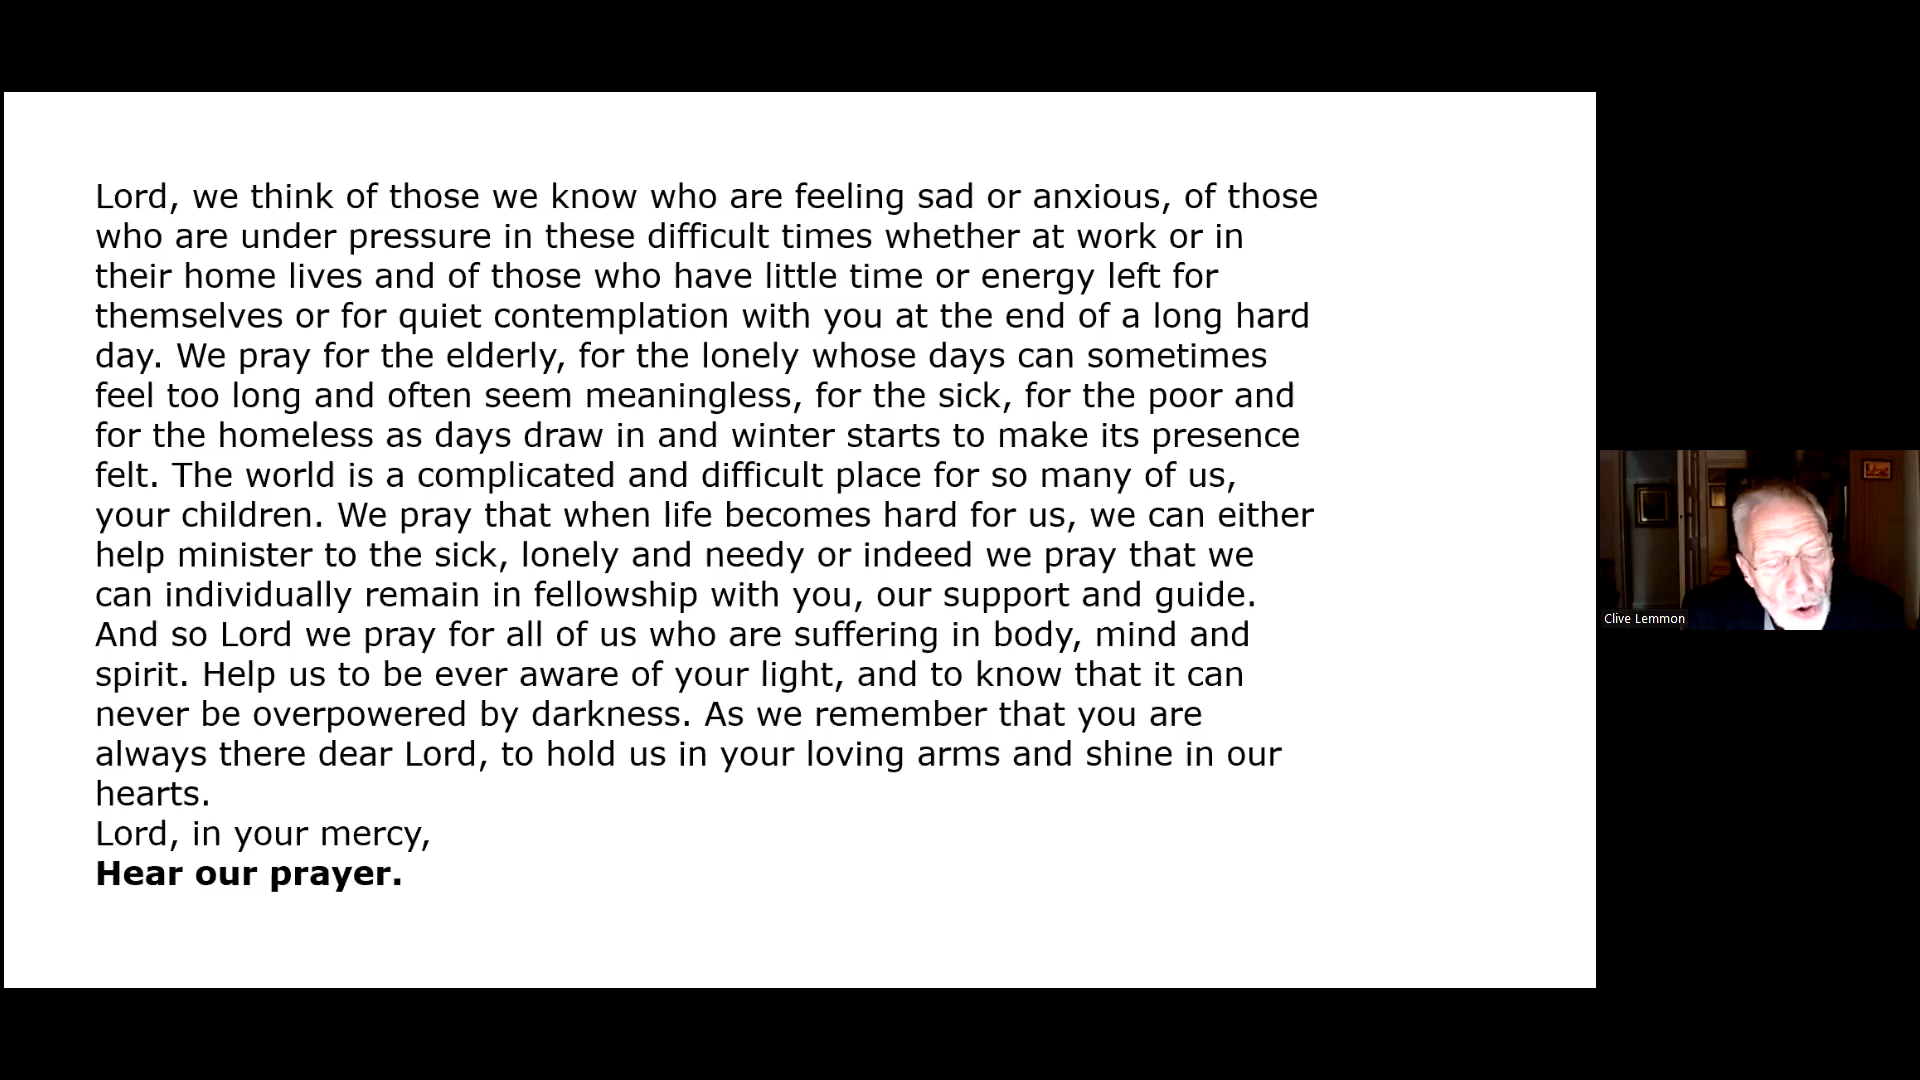 Lord, we think of those we know who are feeling sad or anxious, of those
who are under pressure in these difficult times whether at work or in
their home lives and of those who have little time or energy left for
themselves or for quiet contemplation with you at the end of a long hard
day. We pray for the elderly, for the lonely whose days can sometimes
feel too long and often seem meaningless, for the sick, for the poor and
for the homeless as days draw in and winter starts to make its presence
felt. The world is a complicated and difficult place for so many of us,
your children. We pray that when life becomes hard for us, we can either
help minister to the sick, lonely and needy or indeed we pray that we
can individually remain in fellowship with you, our support and guide.
And so Lord we pray for all of us who are suffering in body, mind and
spirit. Help us to be ever aware of your light, and to know that it can
never be overpowered by darkness. As we remember that you are
always there dear Lord, to hold us in your loving arms and shine in our
hearts.
Lord, in your mercy,
Hear our prayer.
Clive Lemmon